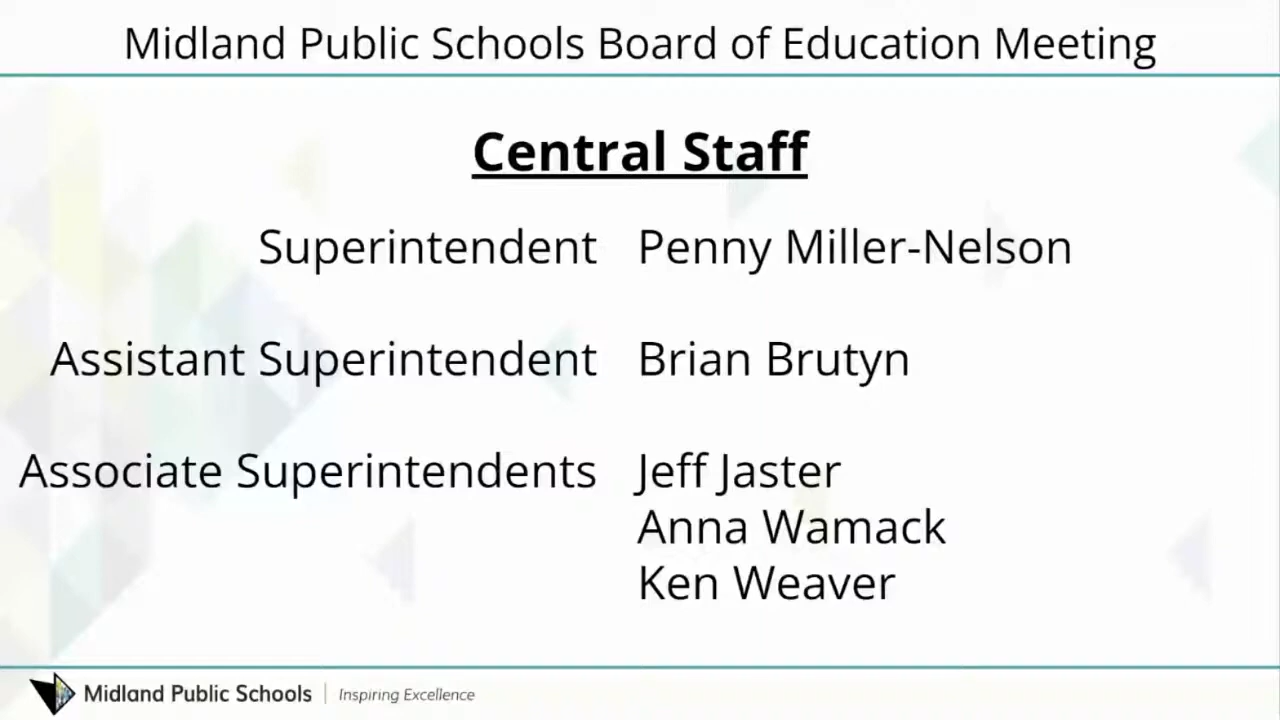 Midland Public Schools Board of Education Meeting
Central Staff
Superintendent Penny Miller-Nelson
Assistant Superintendent Brian Brutyn
Associate Superintendents Jeff Jaster
Anna Wamack
Ken Weaver
Midland Public Schools | Inspiring Excellence